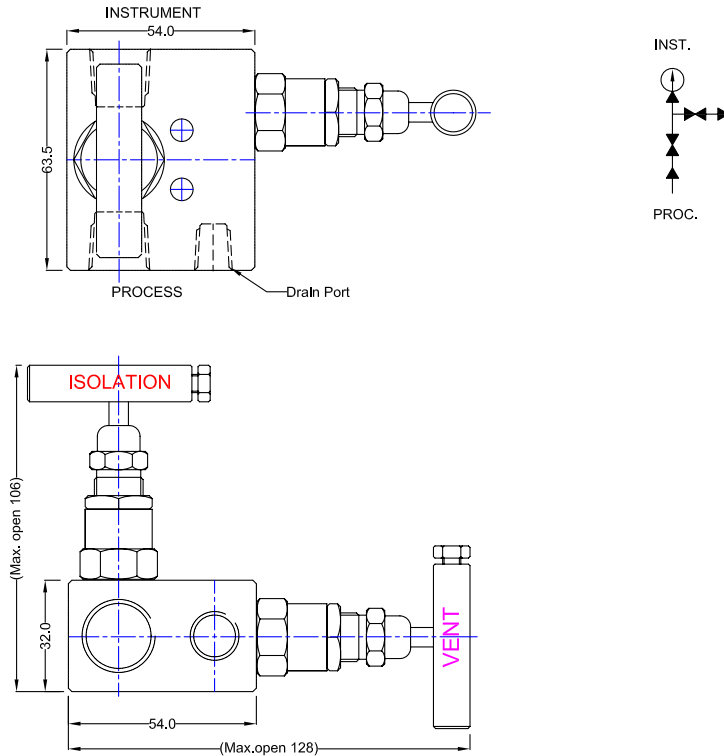 INSTRUMENT
54.0
63.5
PROCESS
Drain Port
INST.
PROC.
ISOLATION
(Max. open 106)
32.0
VENT
54.0
(Max.open 128)